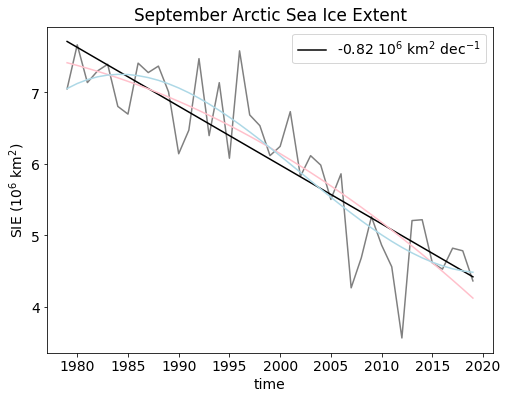 September Arctic Sea Ice Extent
-0.82 10⁶ km² dec⁻¹
SIE (10⁶ km²)
7
6
5
4
1980 1985 1990 1995 2000 2005 2010 2015 2020
time